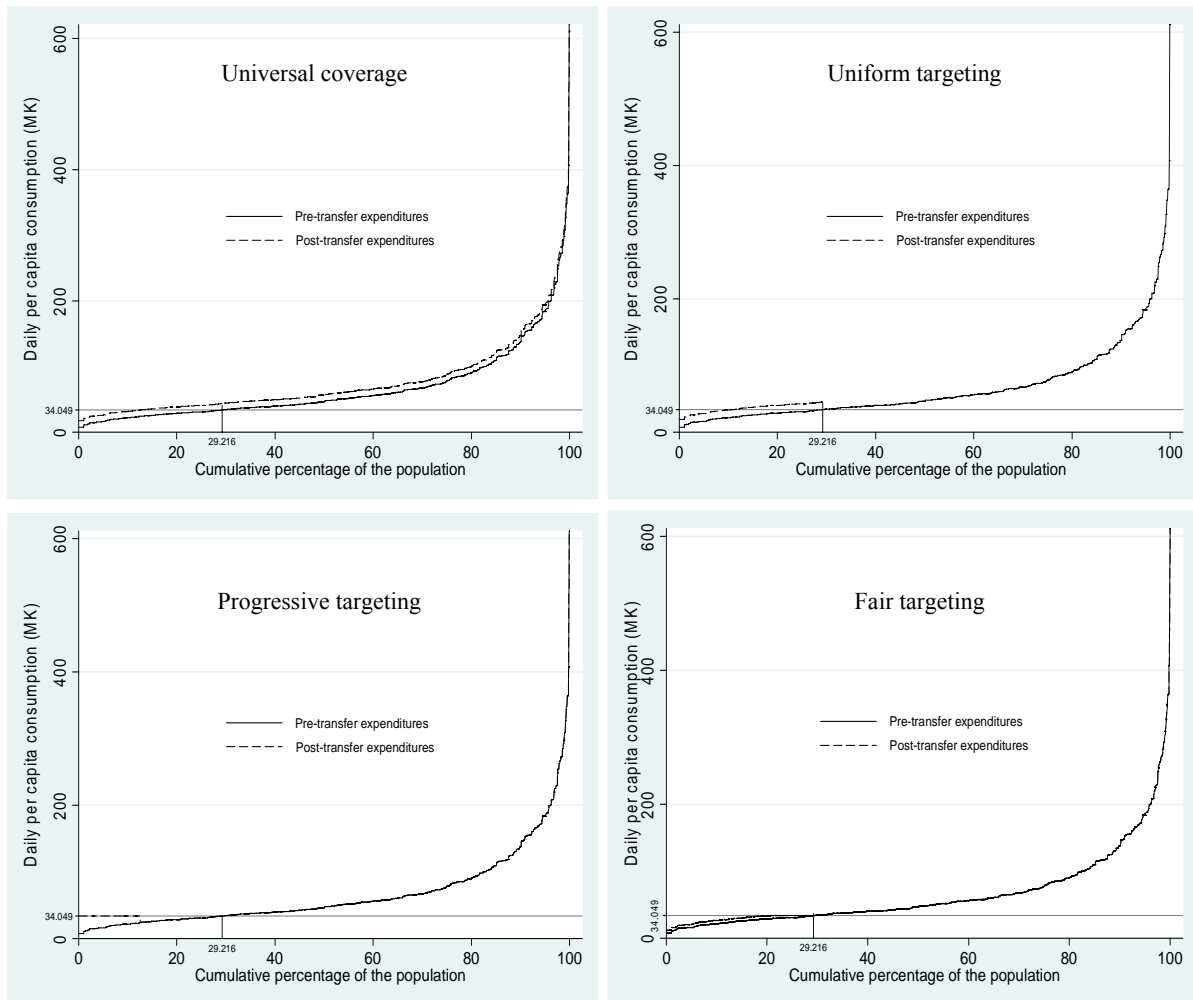 Universal coverage
Daily per capita consumption (MK)
600
400
200
34.049
0
Pre-transfer expenditures
Post-transfer expenditures
29.216
0 20 40 60 80 100
Cumulative percentage of the population
Uniform targeting
Daily per capita consumption (MK)
600
400
200
34.049
0
Pre-transfer expenditures
Post-transfer expenditures
29.216
0 20 40 60 80 100
Cumulative percentage of the population
Progressive targeting
Daily per capita consumption (MK)
600
400
200
34.049
0
Pre-transfer expenditures
Post-transfer expenditures
29.216
0 20 40 60 80 100
Cumulative percentage of the population
Fair targeting
Daily per capita consumption (MK)
600
400
200
34.049
0
Pre-transfer expenditures
Post-transfer expenditures
29.216
0 20 40 60 80 100
Cumulative percentage of the population